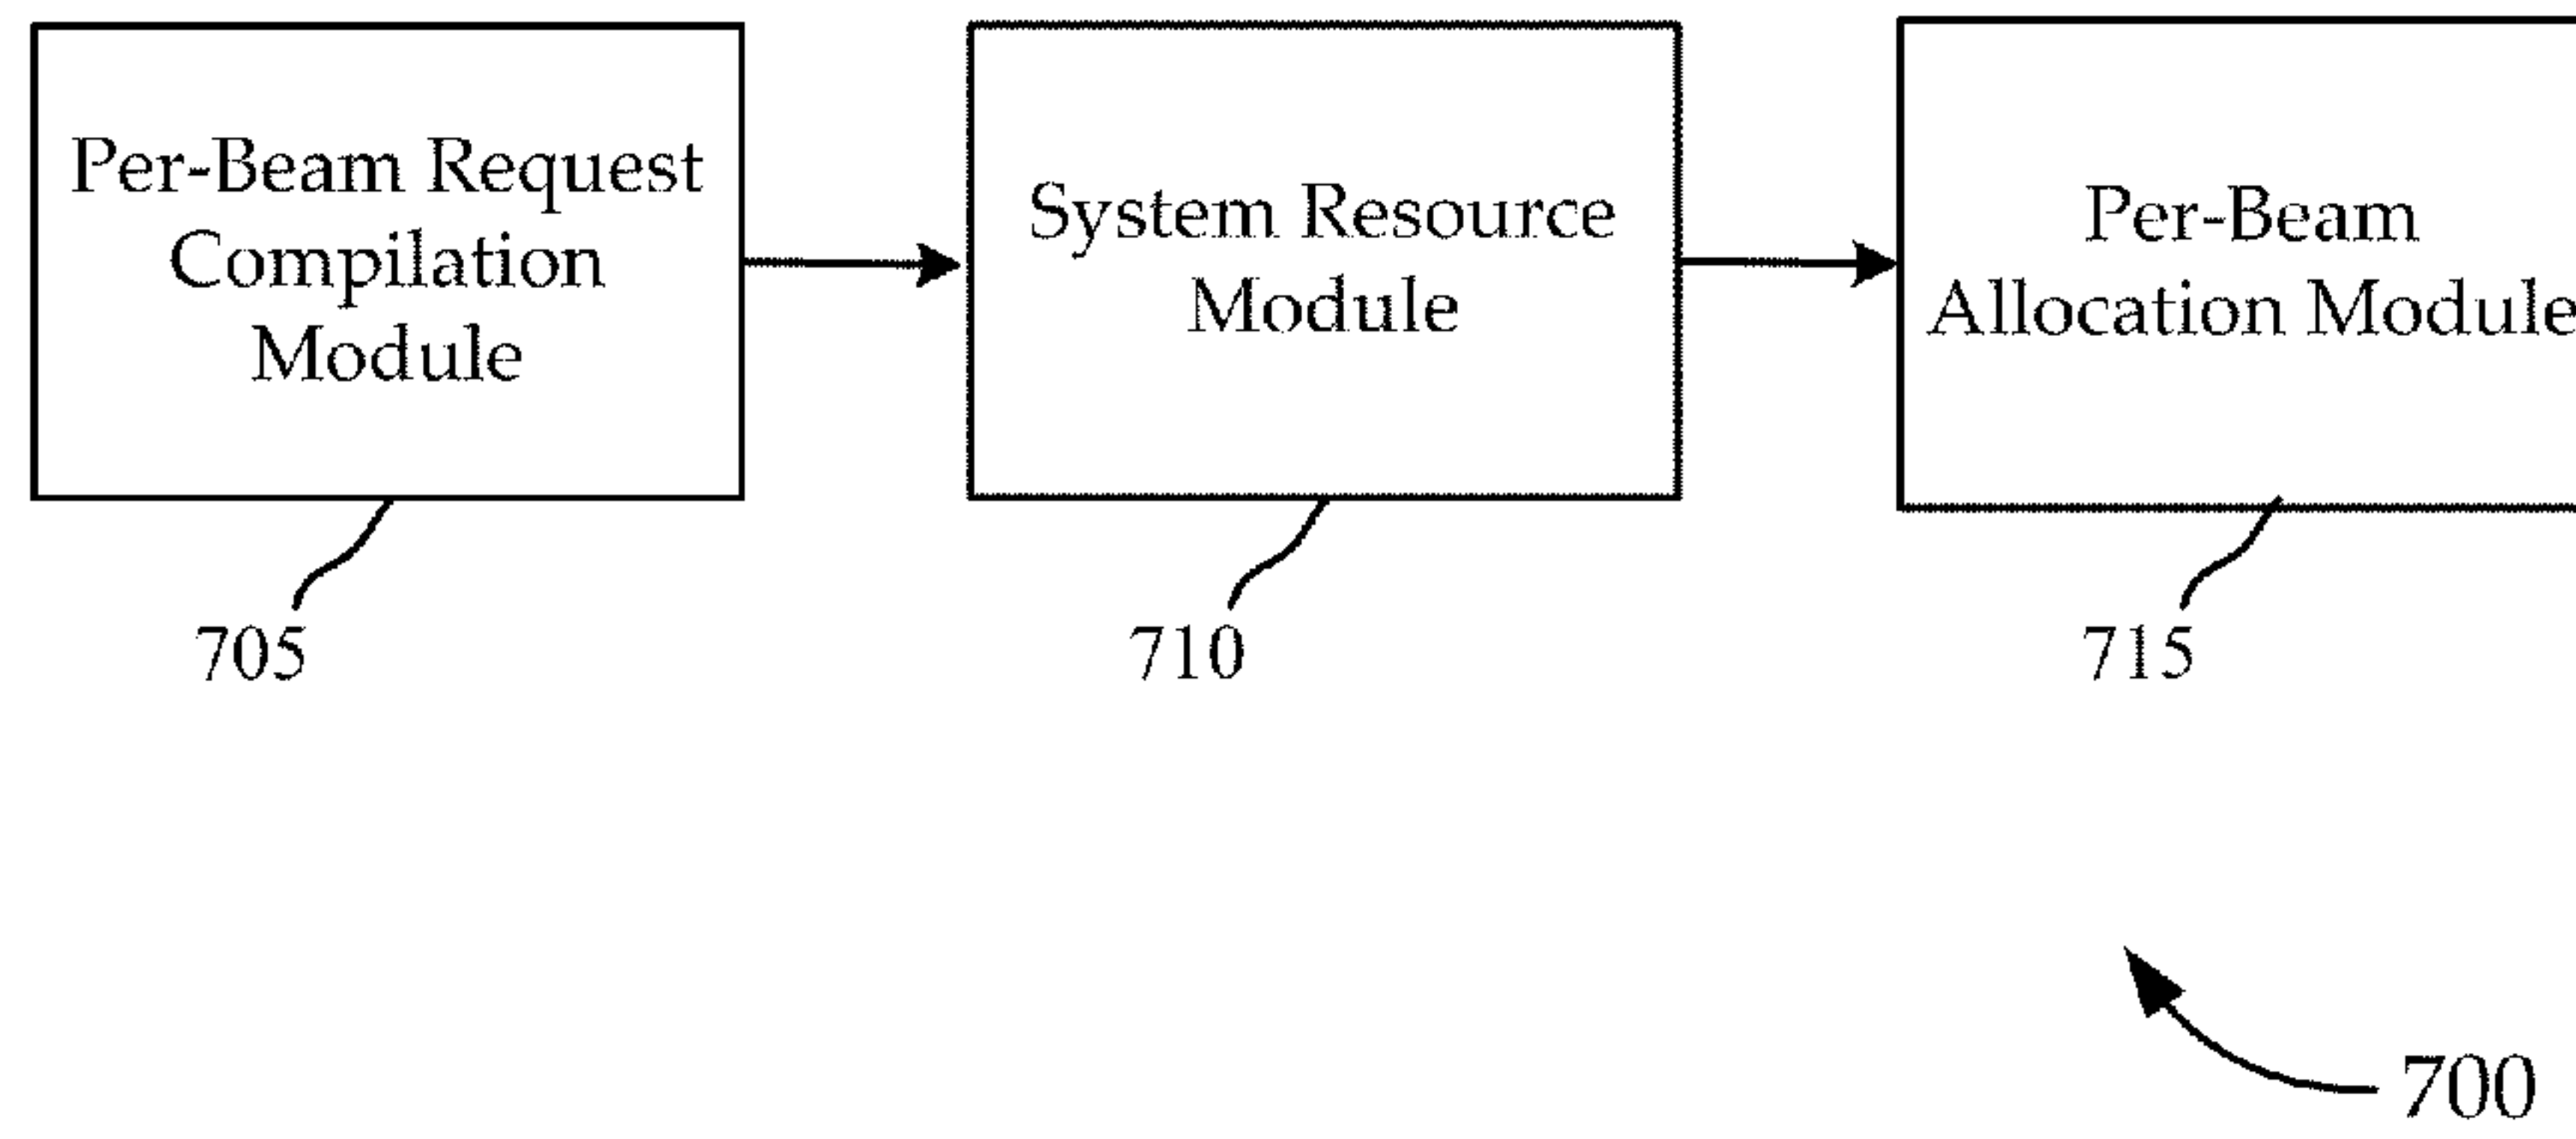 Per-Beam Request
Compilation
Module
System Resource
Module
Per-Beam
Allocation Module
705
710
715
700